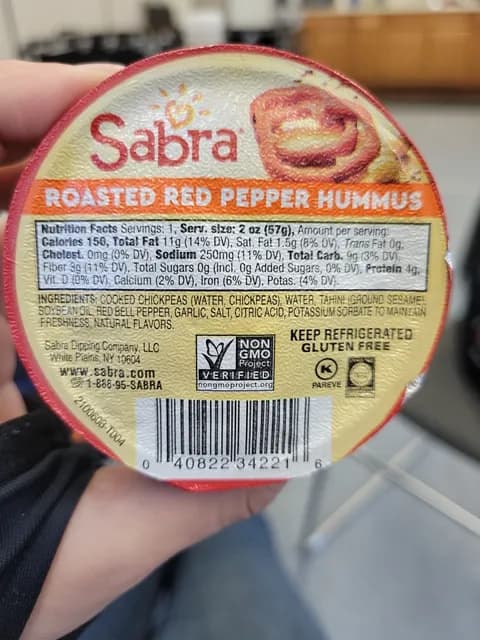 Sabra
ROASTED RED PEPPER HUMMUS
Nutrition Facts Servings: 1, Serv. size: 2 oz (57g), Amount per serving:
Calories 150, Total Fat 11g (14% DV), Sat. Fat 1.5g (8% DV), Trans Fat 0g,
Cholest. 0mg (0% DV), Sodium 250mg (11% DV), Total Carb. 9g (3% DV),
Fiber 3g (11% DV), Total Sugars 0g (Incl. 0g Added Sugars, 0% DV), Protein 4g,
Vit. D (0% DV), Calcium (2% DV), Iron (6% DV), Potas. (4% DV).
INGREDIENTS: COOKED CHICKPEAS (WATER, CHICKPEAS), WATER, TAHINI (GROUND SESAME),
SOYBEAN OIL, RED BELL PEPPER, GARLIC, SALT, CITRIC ACID, POTASSIUM SORBATE TO MAINTAIN
FRESHNESS, NATURAL FLAVORS.
Sabra Dipping Company, LLC
White Plains, NY 10604
www.sabra.com
1-888-95-SABRA
2100608-T004
NON
GMO
Project
VERIFIED
nongmoproject.org
KEEP REFRIGERATED
GLUTEN FREE
K
PAREVE
0 40822 34221 6